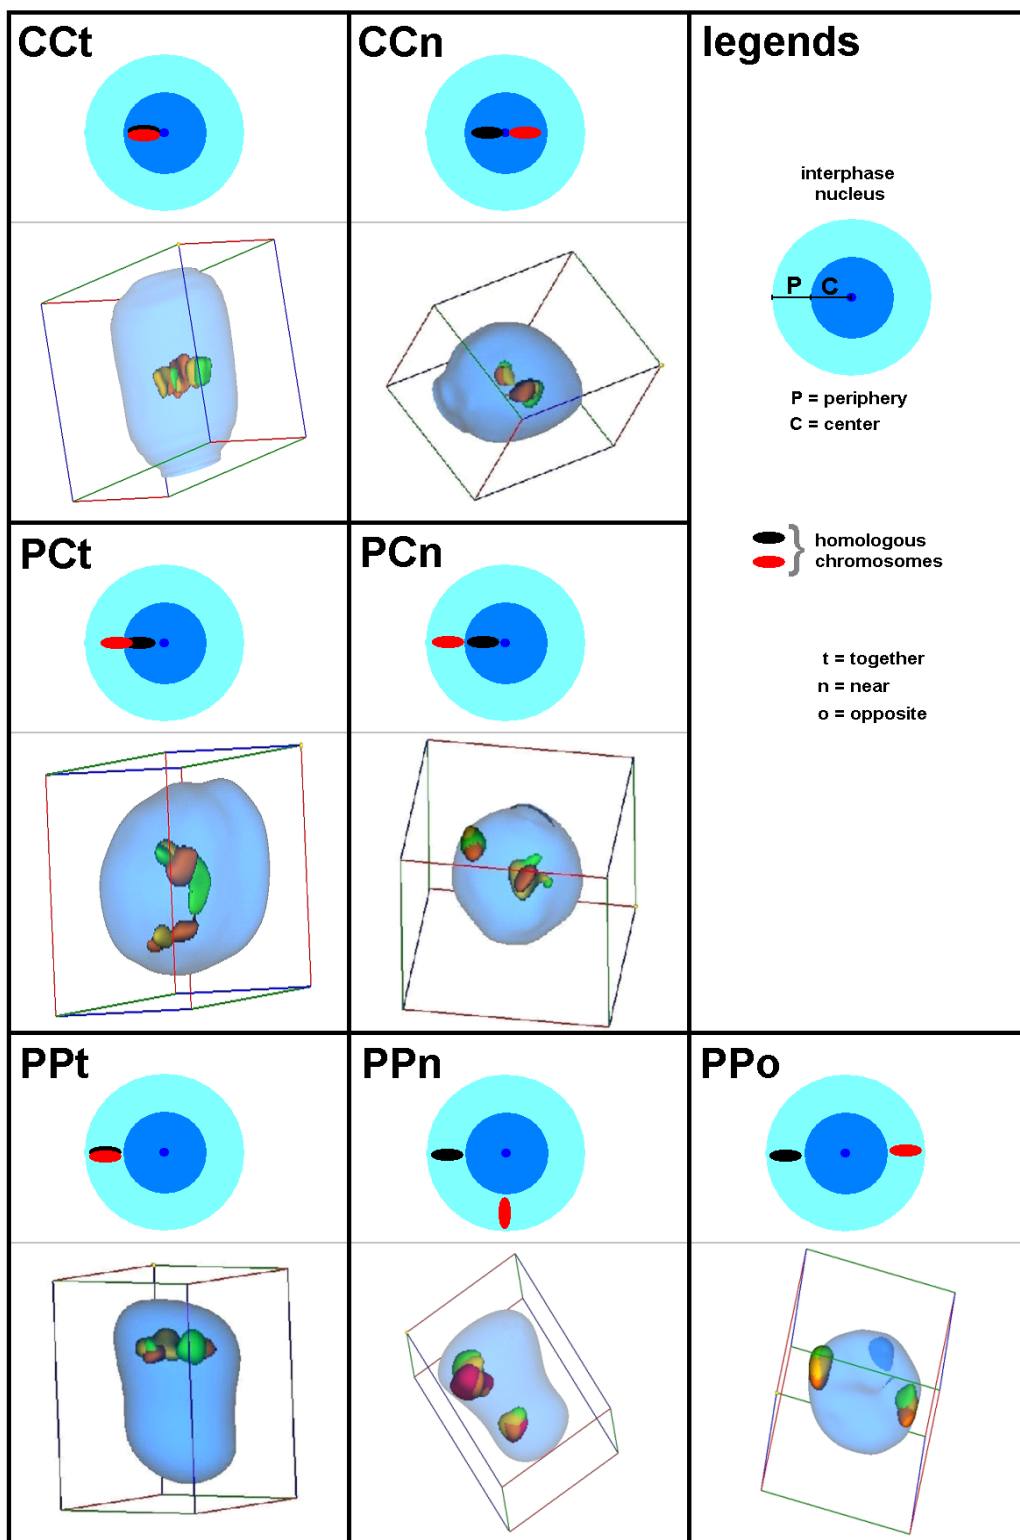 CCt
CCn
legends
interphase
nucleus
P C
P = periphery
C = center
homologous
chromosomes
t = together
n = near
o = opposite
PCt
PCn
PPt
PPn
PPo